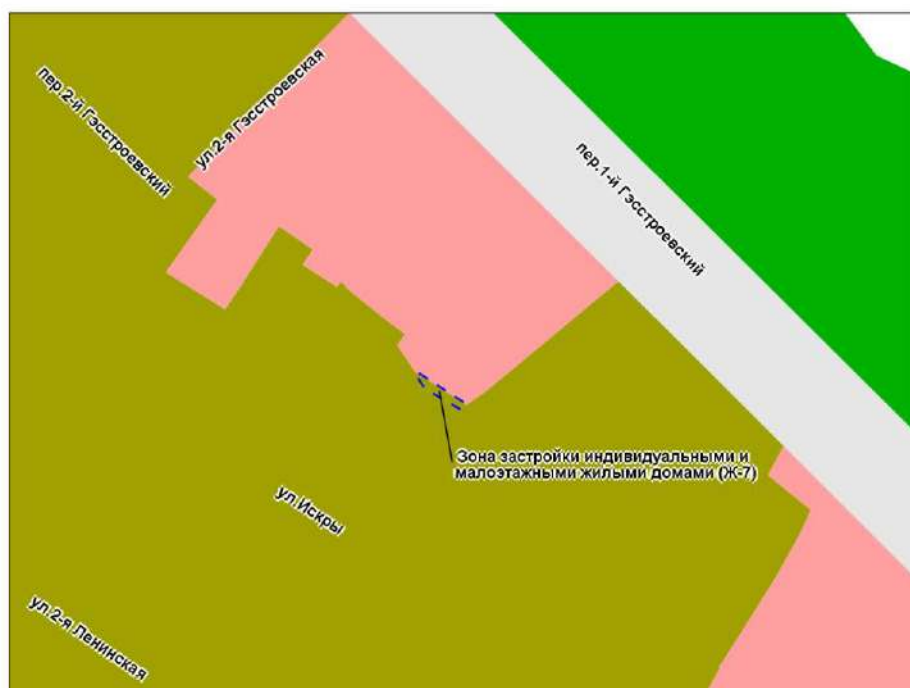 пер.2-й Гэсстроевский
ул.2-я Гэсстроевская
пер.1-й Гэсстроевский
Зона застройки индивидуальными и
малоэтажными жилыми домами (Ж-7)
ул.Искры
ул.2-я Ленинская